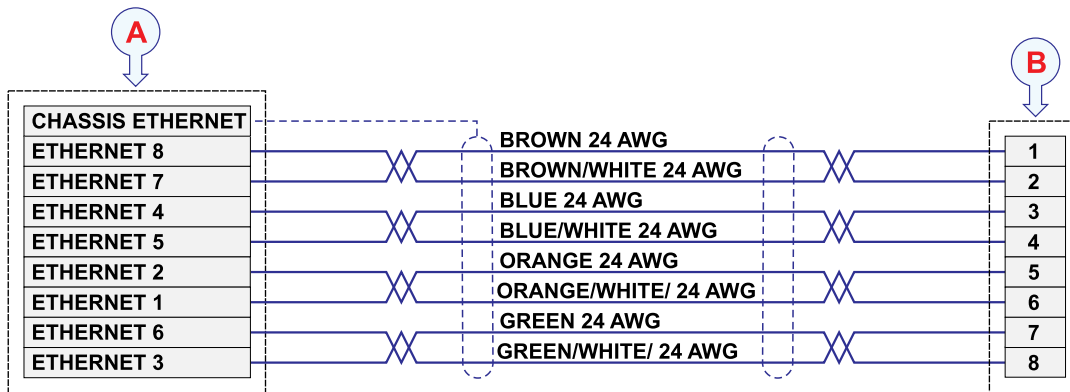 A
B
CHASSIS ETHERNET
ETHERNET 8 BROWN 24 AWG 1
ETHERNET 7 BROWN/WHITE 24 AWG 2
ETHERNET 4 BLUE 24 AWG 3
ETHERNET 5 BLUE/WHITE 24 AWG 4
ETHERNET 2 ORANGE 24 AWG 5
ETHERNET 1 ORANGE/WHITE/ 24 AWG 6
ETHERNET 6 GREEN 24 AWG 7
ETHERNET 3 GREEN/WHITE/ 24 AWG 8